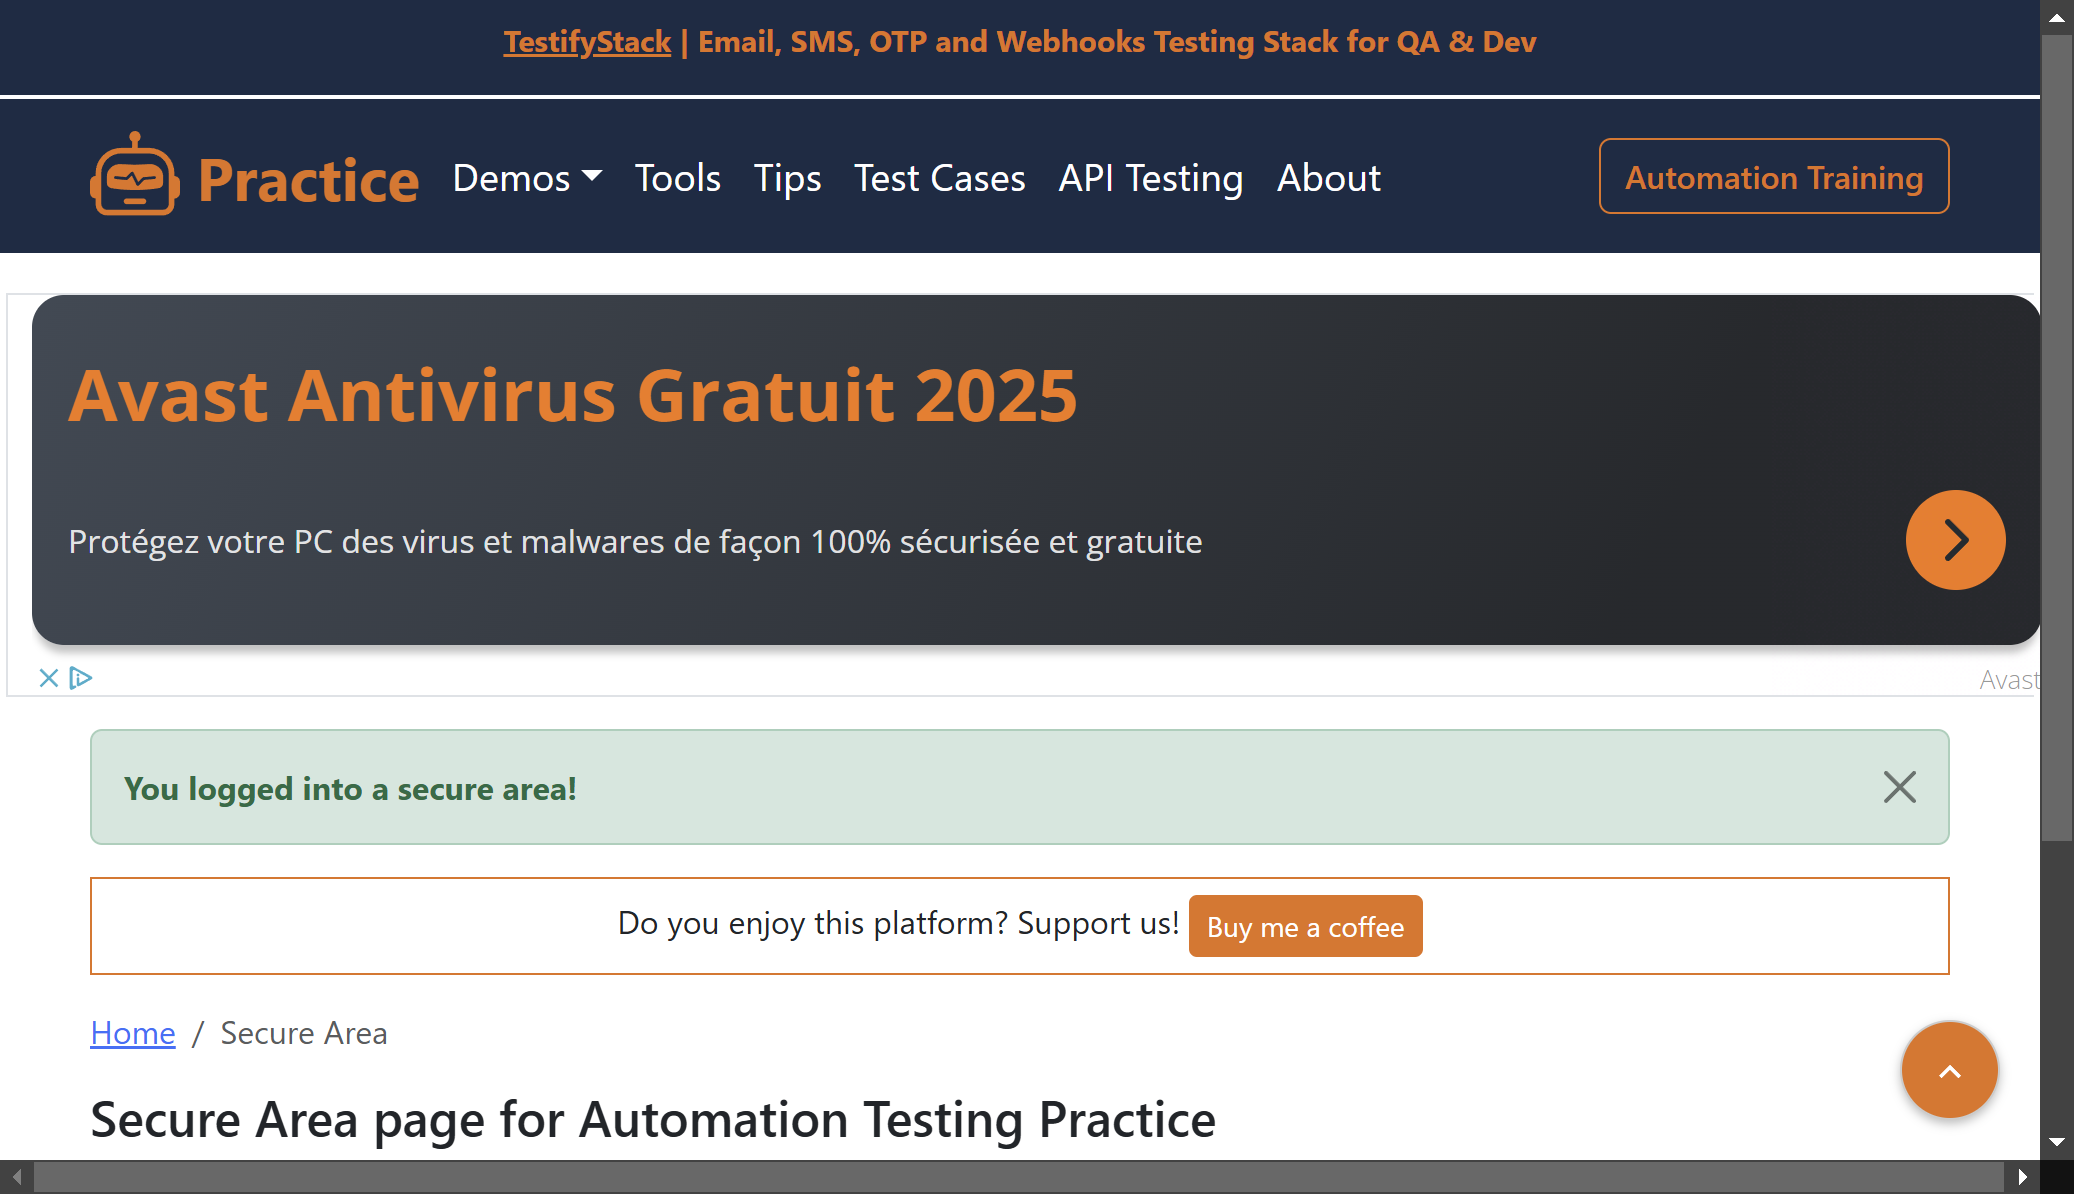 TestifyStack | Email, SMS, OTP and Webhooks Testing Stack for QA & Dev
Practice Demos Tools Tips Test Cases API Testing About Automation Training
Avast Antivirus Gratuit 2025
Protégez votre PC des virus et malwares de façon 100% sécurisée et gratuite
Avast
You logged into a secure area!
Do you enjoy this platform? Support us! Buy me a coffee
Home / Secure Area
Secure Area page for Automation Testing Practice